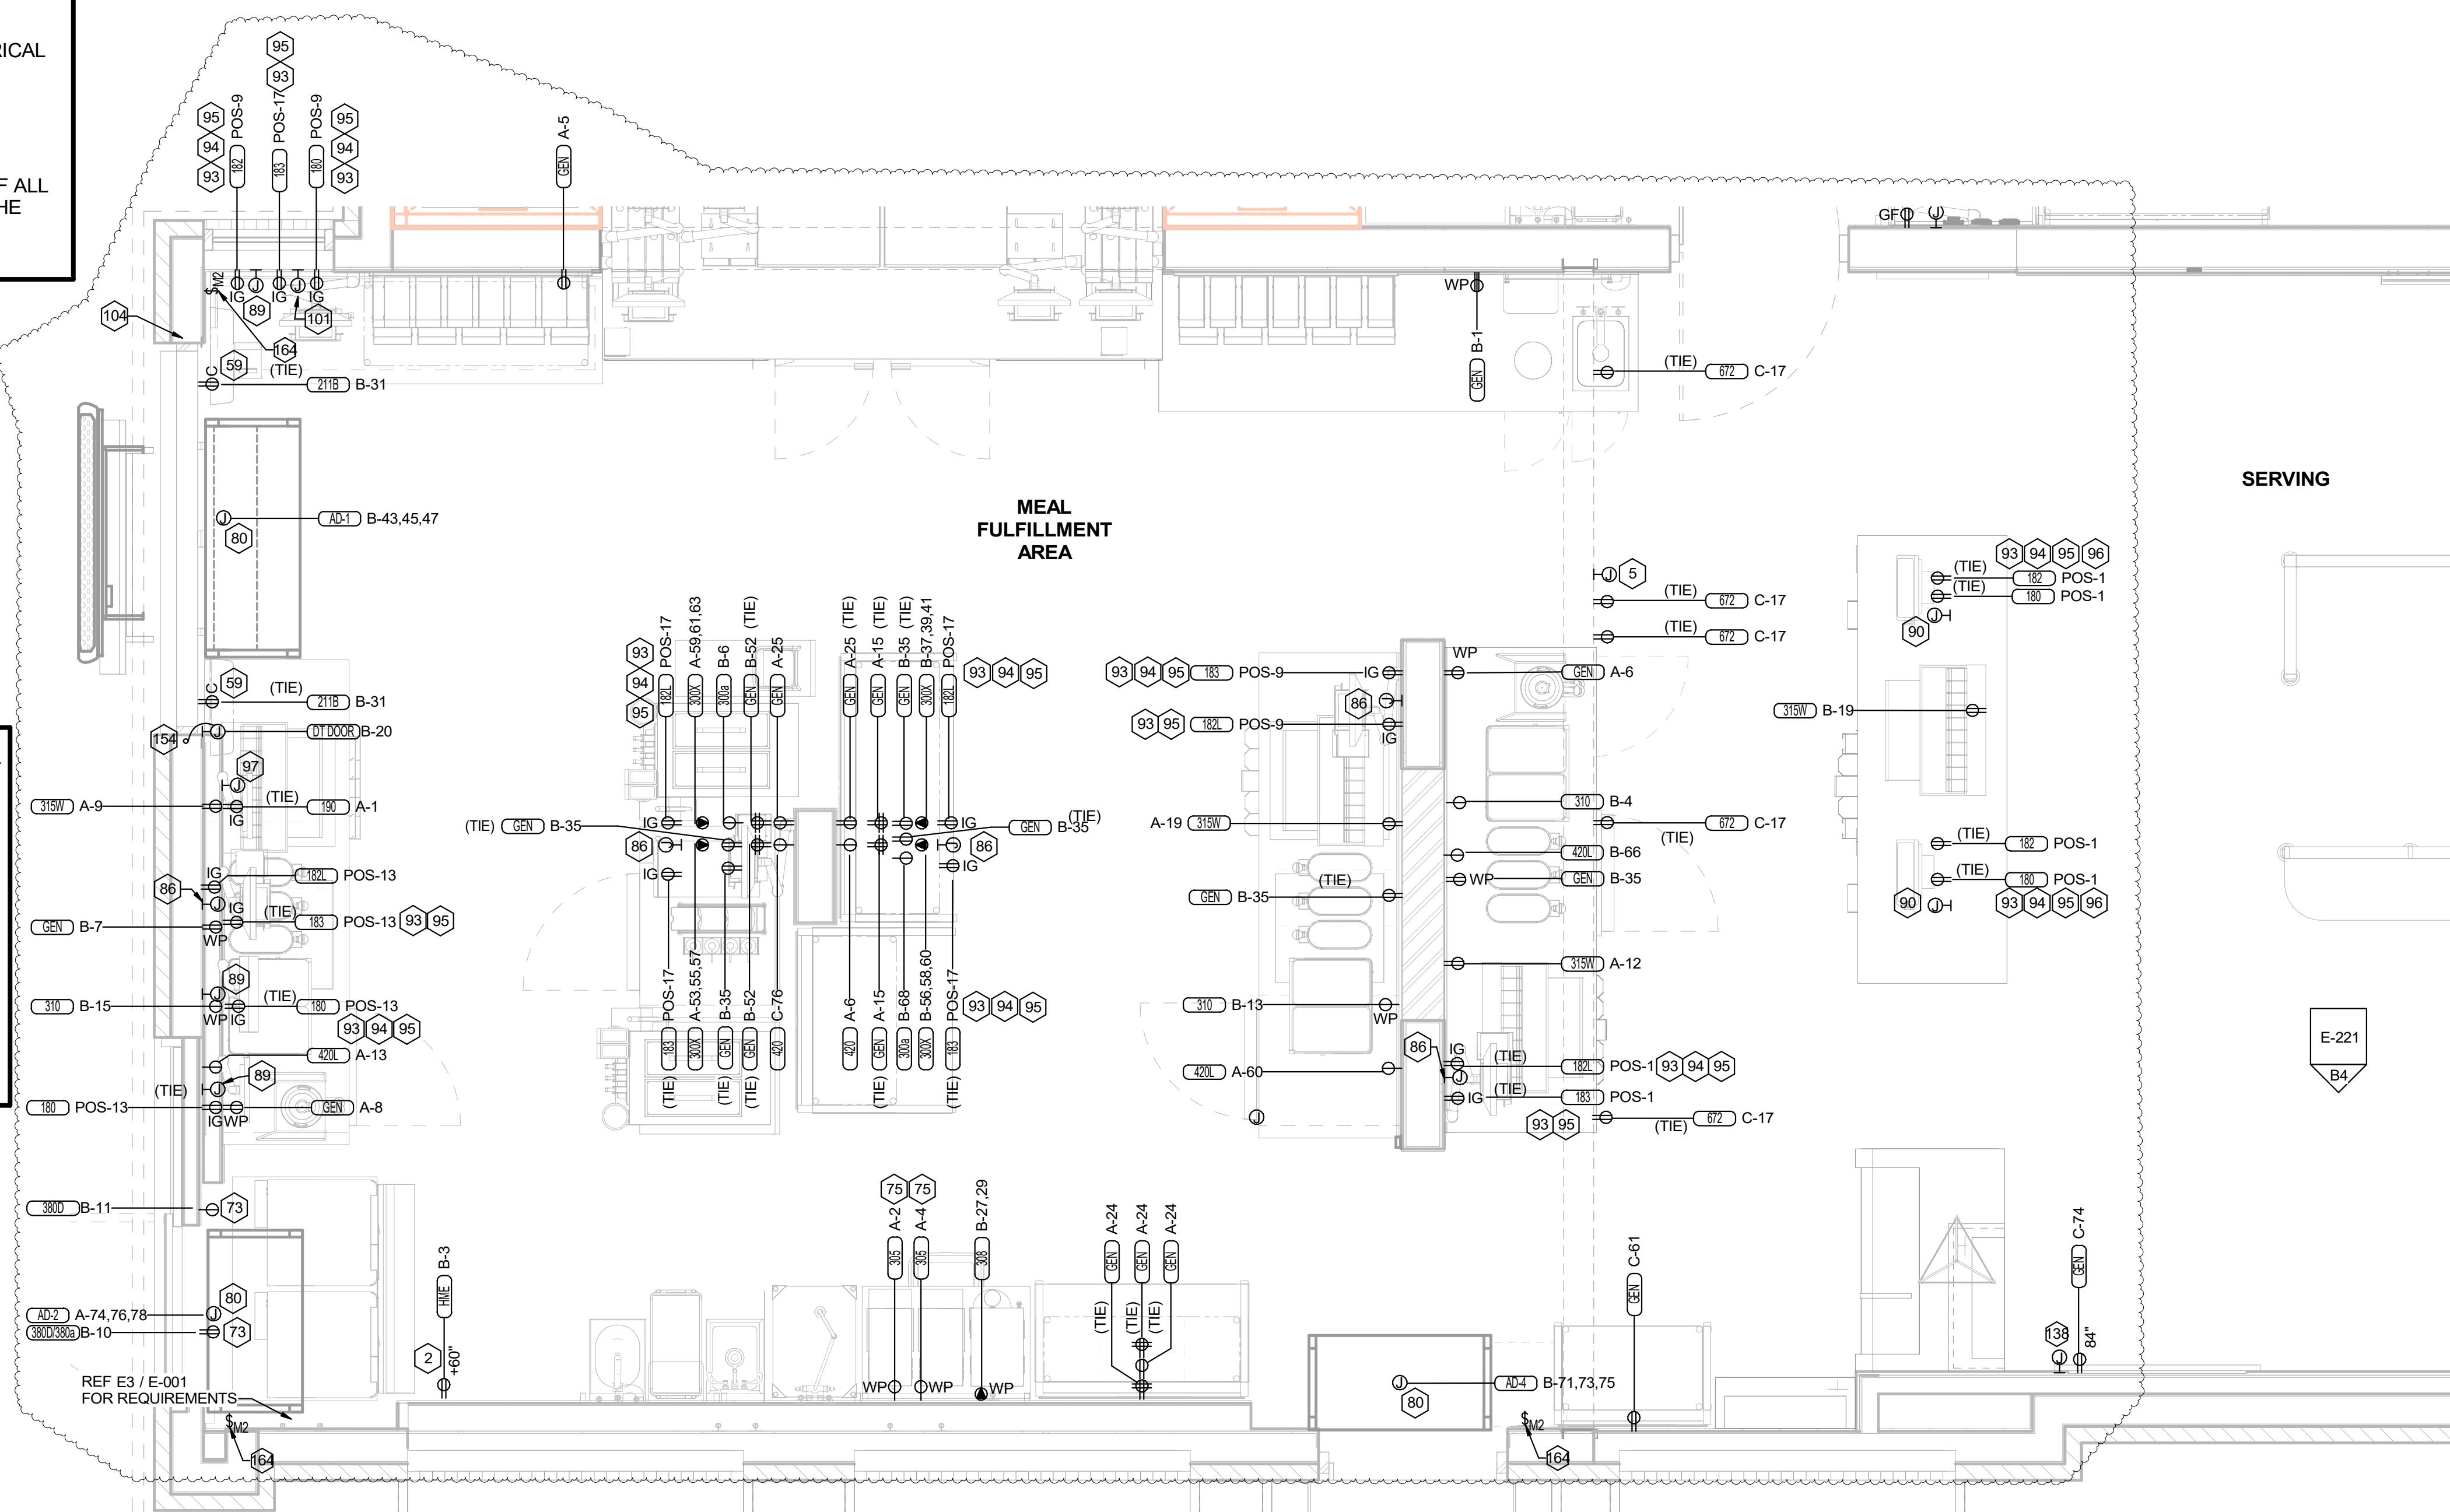 RICAL
F ALL
HE
95
93
95
94
93
182 POS-9
183 POS-17
180 POS-9
95
94
93
GEN A-5
$M2
IG
J
IG
J
IG
89
101
104
164
GF
J
WP
GEN B-1
C
59
(TIE)
211B B-31
(TIE)
672 C-17
J
AD-1 B-43,45,47
80
MEAL
FULFILLMENT
AREA
SERVING
J
5
(TIE)
672 C-17
(TIE)
672 C-17
93 94 95 96
(TIE)
182 POS-1
(TIE)
180 POS-1
J
90
C
59
(TIE)
211B B-31
154
J
DT DOOR B-20
97
J
315W A-9
(TIE)
190 A-1
IG
93
94
95
182L POS-17
300X A-59,61,63
300a B-6
GEN B-52 (TIE)
GEN A-25
GEN A-25 (TIE)
GEN A-15 (TIE)
GEN B-35 (TIE)
300X B-37,39,41
182L POS-17
93 94 95
IG
IG
(TIE) GEN B-35
GEN B-35
(TIE)
86
J
J
86
IG
IG
183 POS-17
(TIE)
300X A-53,55,57
GEN B-35
(TIE)
GEN B-52
(TIE)
420 C-76
420 A-6
GEN A-15
(TIE)
300a B-68
300X B-56,58,60
183 POS-17
(TIE)
93 94 95
93 94 95 183 POS-9
IG
J
86
93 95 182L POS-9
IG
WP
GEN A-6
A-19 315W
310 B-4
672 C-17
(TIE)
420L B-66
WP
GEN B-35
(TIE)
GEN B-35
315W A-12
310 B-13
WP
86
IG
J
(TIE)
182L POS-1 93 94 95
420L A-60
IG
(TIE)
183 POS-1
J
93 95
(TIE)
672 C-17
315W B-19
(TIE)
182 POS-1
(TIE)
180 POS-1
90
J
93 94 95 96
IG
182L POS-13
86
J
IG
(TIE)
183 POS-13 93 95
GEN B-7
WP
89
J
310 B-15
(TIE)
180 POS-13
WP IG
93 94 95
420L A-13
(TIE)
J
89
180 POS-13
GEN A-8
IG WP
380D B-11
73
E-221
B4
80
AD-2 A-74,76,78
J
380D/380a B-10
73
REF E3 / E-001
FOR REQUIREMENTS
$M2
164
HME B-3
2
+60"
75 75
305 A-2
305 A-4
308 B-27,29
WP
WP
WP
GEN A-24
GEN A-24
GEN A-24
(TIE)
(TIE)
(TIE)
J
AD-4 B-71,73,75
80
GEN C-61
$M2
164
GEN C-74
138
J
84"